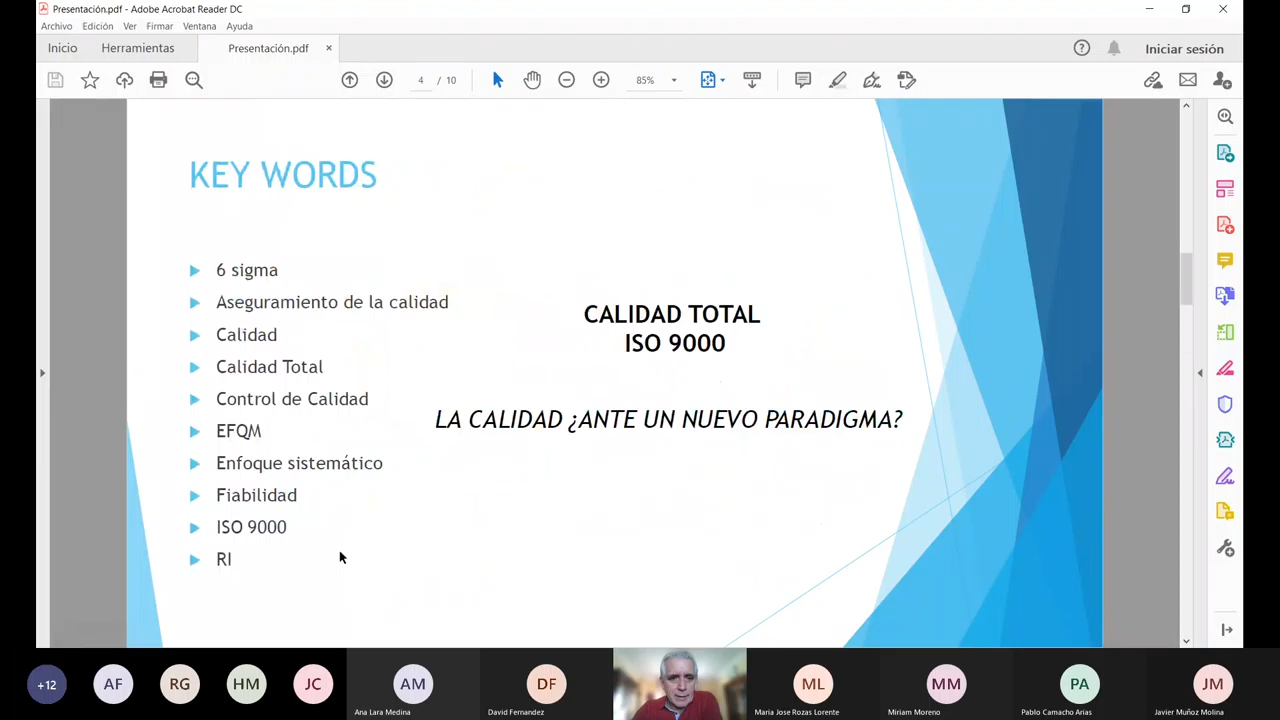 Presentación.pdf - Adobe Acrobat Reader DC
Archivo Edición Ver Firmar Ventana Ayuda
Inicio Herramientas Presentación.pdf × Iniciar sesión
4 / 10 85%
KEY WORDS
6 sigma
Aseguramiento de la calidad
Calidad
Calidad Total
Control de Calidad
EFQM
Enfoque sistemático
Fiabilidad
ISO 9000
RI
CALIDAD TOTAL
ISO 9000
LA CALIDAD ¿ANTE UN NUEVO PARADIGMA?
+12 AF RG HM JC AM DF ML MM PA JM
Ana Lara Medina David Fernandez Maria Jose Rozas Lorente Miriam Moreno Pablo Camacho Arias Javier Muñoz Molina